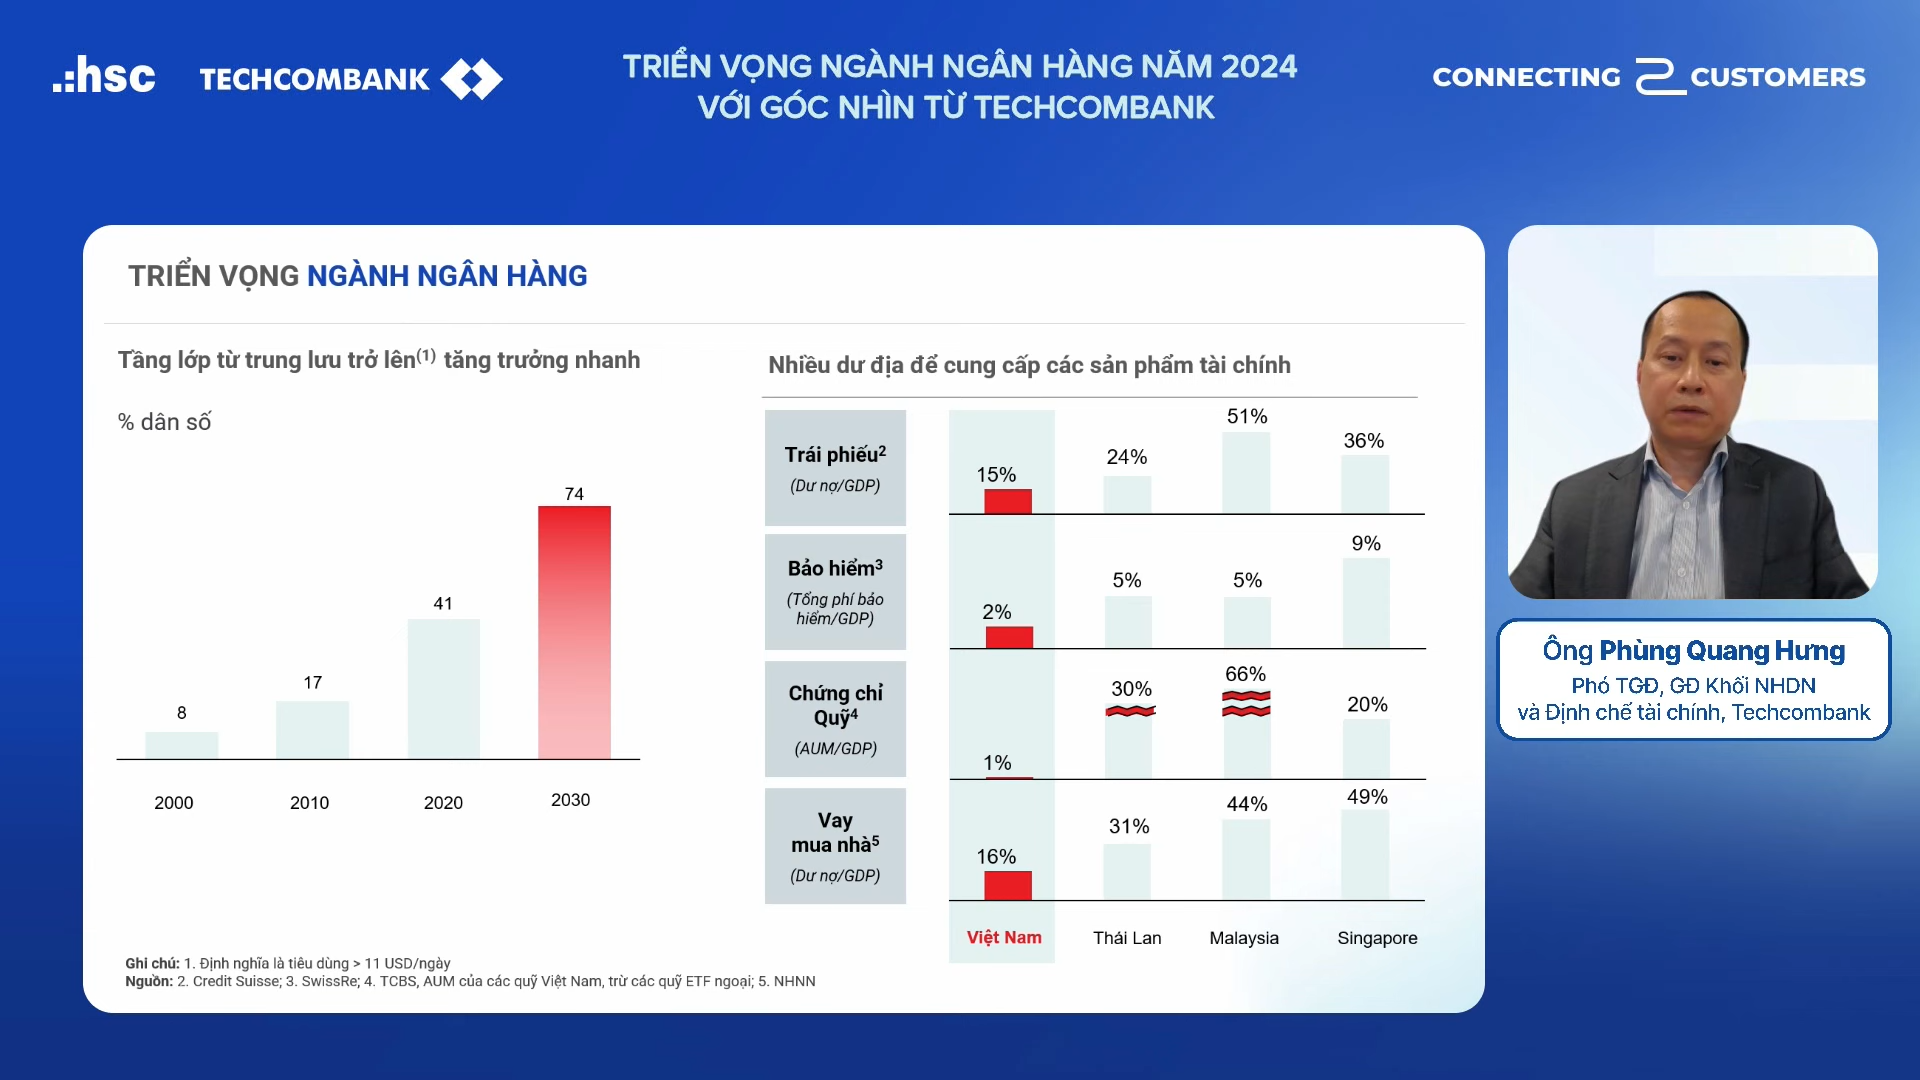 .:hsc
TECHCOMBANK
TRIỂN VỌNG NGÀNH NGÂN HÀNG NĂM 2024
VỚI GÓC NHÌN TỪ TECHCOMBANK
CONNECTING CUSTOMERS
TRIỂN VỌNG NGÀNH NGÂN HÀNG
Tầng lớp từ trung lưu trở lên(1) tăng trưởng nhanh
% dân số
8
17
41
74
2000
2010
2020
2030
Nhiều dư địa để cung cấp các sản phẩm tài chính
Trái phiếu2
(Dư nợ/GDP)
15%
24%
51%
36%
Bảo hiểm3
(Tổng phí bảo
hiểm/GDP)
2%
5%
5%
9%
Chứng chỉ
Quỹ4
(AUM/GDP)
1%
30%
66%
20%
Vay
mua nhà5
(Dư nợ/GDP)
16%
31%
44%
49%
Việt Nam
Thái Lan
Malaysia
Singapore
Ghi chú: 1. Định nghĩa là tiêu dùng > 11 USD/ngày
Nguồn: 2. Credit Suisse; 3. SwissRe; 4. TCBS, AUM của các quỹ Việt Nam, trừ các quỹ ETF ngoại; 5. NHNN
Ông Phùng Quang Hưng
Phó TGĐ, GĐ Khối NHDN
và Định chế tài chính, Techcombank